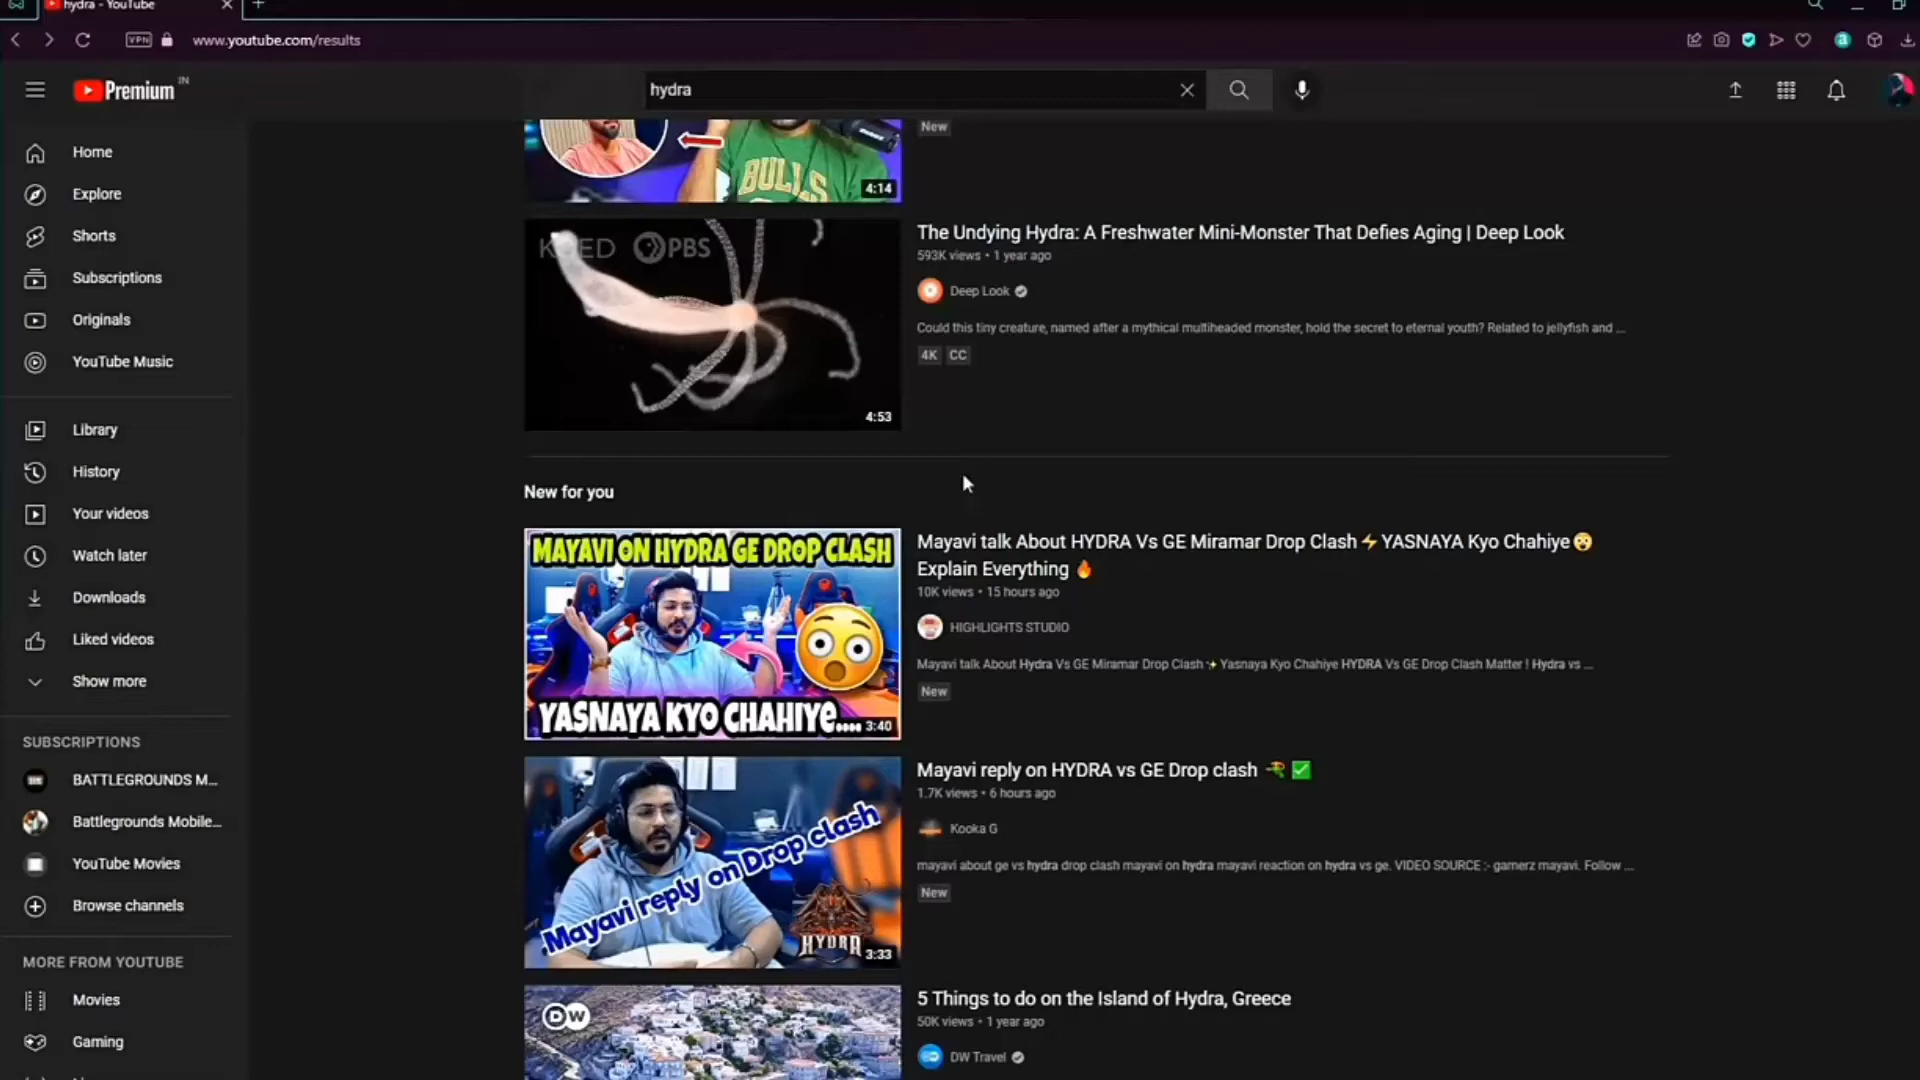 hydra - YouTube
VPN
www.youtube.com/results
Premium
IN
hydra
Home
Explore
Shorts
Subscriptions
Originals
YouTube Music
Library
History
Your videos
Watch later
Downloads
Liked videos
Show more
SUBSCRIPTIONS
BATTLEGROUNDS M...
Battlegrounds Mobile...
YouTube Movies
Browse channels
MORE FROM YOUTUBE
Movies
Gaming
BULLS
4:14
New
KQED PBS
4:53
The Undying Hydra: A Freshwater Mini-Monster That Defies Aging | Deep Look
593K views • 1 year ago
Deep Look
Could this tiny creature, named after a mythical multiheaded monster, hold the secret to eternal youth? Related to jellyfish and ...
4K CC
New for you
MAYAVI ON HYDRA GE DROP CLASH
YASNAYA KYO CHAHIYE....
3:40
Mayavi talk About HYDRA Vs GE Miramar Drop Clash⚡YASNAYA Kyo Chahiye😳
Explain Everything 🔥
10K views • 15 hours ago
HIGHLIGHTS STUDIO
Mayavi talk About Hydra Vs GE Miramar Drop Clash ✨ Yasnaya Kyo Chahiye HYDRA Vs GE Drop Clash Matter ! Hydra vs ...
New
Mayavi reply on Drop clash
HYDRA
3:33
Mayavi reply on HYDRA vs GE Drop clash 🔫 ✅
1.7K views • 6 hours ago
Kooka G
mayavi about ge vs hydra drop clash mayavi on hydra mayavi reaction on hydra vs ge. VIDEO SOURCE :- gamerz mayavi. Follow ...
New
DW
5 Things to do on the Island of Hydra, Greece
50K views • 1 year ago
DW Travel